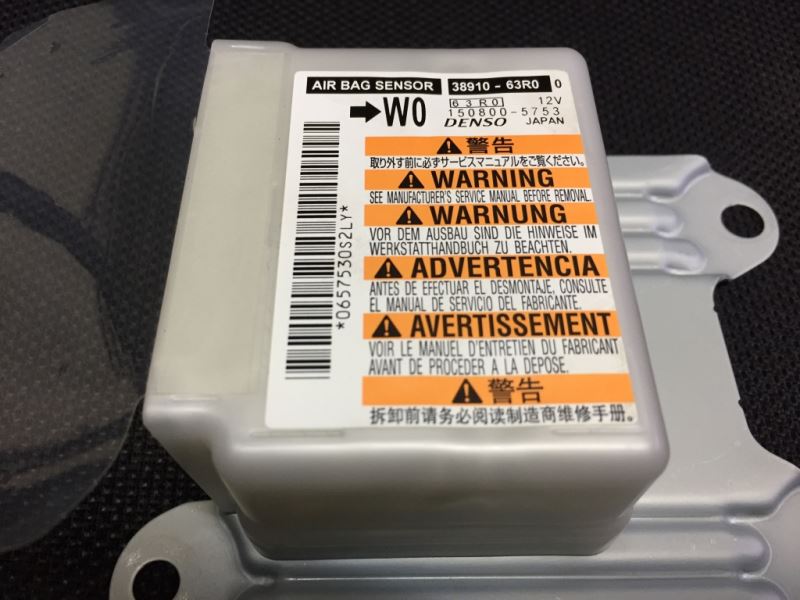 AIR BAG SENSOR 38910-63R0 0
➡W0 63R0 12V
150800-5753
DENSO JAPAN
*0657530S2LY*
⚠警告
取り外す前に必ずサービスマニュアルをご覧ください。
⚠WARNING
SEE MANUFACTURER'S SERVICE MANUAL BEFORE REMOVAL.
⚠WARNUNG
VOR DEM AUSBAU SIND DIE HINWEISE IM
WERKSTATTHANDBUCH ZU BEACHTEN.
⚠ADVERTENCIA
ANTES DE EFECTUAR EL DESMONTAJE, CONSULTE
EL MANUAL DE SERVICIO DEL FABRICANTE.
⚠AVERTISSEMENT
VOIR LE MANUEL D'ENTRETIEN DU FABRICANT
AVANT DE PROCEDER A LA DEPOSE.
⚠警告
拆卸前请务必阅读制造商维修手册。